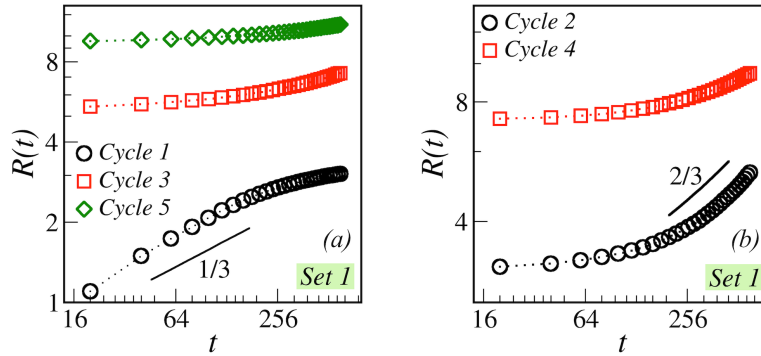 8
4
2
1
R(t)
Cycle 1
Cycle 3
Cycle 5
1/3
(a)
Set 1
16
64
256
t
8
4
R(t)
Cycle 2
Cycle 4
2/3
(b)
Set 1
16
64
256
t